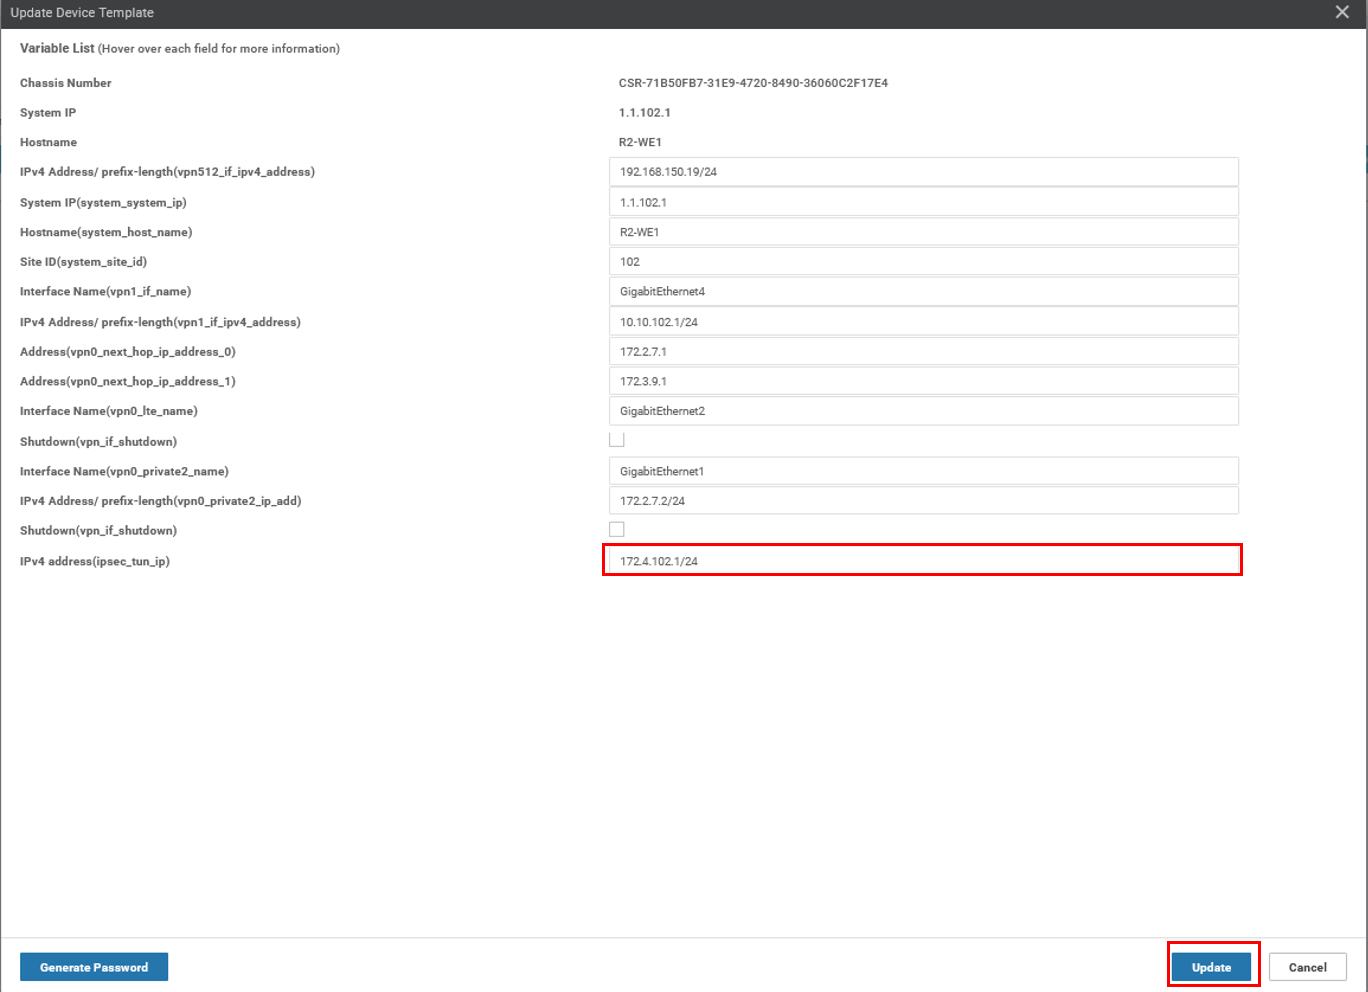 Update Device Template
Variable List (Hover over each field for more information)
Chassis Number CSR-71B50FB7-31E9-4720-8490-36060C2F17E4
System IP 1.1.102.1
Hostname R2-WE1
IPv4 Address/ prefix-length(vpn512_if_ipv4_address) 192.168.150.19/24
System IP(system_system_ip) 1.1.102.1
Hostname(system_host_name) R2-WE1
Site ID(system_site_id) 102
Interface Name(vpn1_if_name) GigabitEthernet4
IPv4 Address/ prefix-length(vpn1_if_ipv4_address) 10.10.102.1/24
Address(vpn0_next_hop_ip_address_0) 172.2.7.1
Address(vpn0_next_hop_ip_address_1) 172.3.9.1
Interface Name(vpn0_lte_name) GigabitEthernet2
Shutdown(vpn_if_shutdown)
Interface Name(vpn0_private2_name) GigabitEthernet1
IPv4 Address/ prefix-length(vpn0_private2_ip_add) 172.2.7.2/24
Shutdown(vpn_if_shutdown)
IPv4 address(ipsec_tun_ip) 172.4.102.1/24
Generate Password Update Cancel